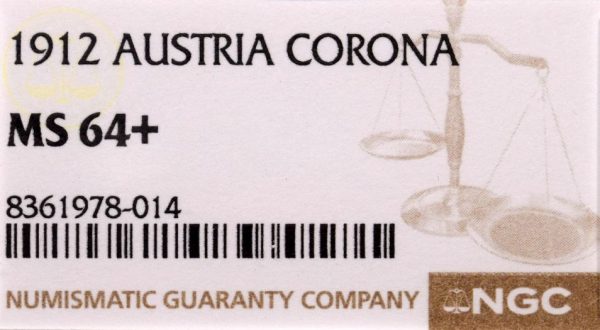 1912 AUSTRIA CORONA
MS 64+
8361978-014
NUMISMATIC GUARANTY COMPANY
NGC